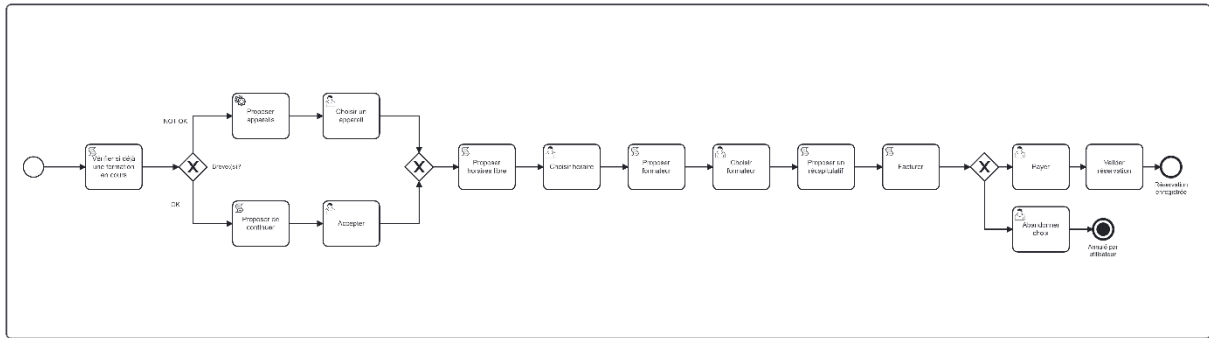 Vérifier si déjà
une formation
en cours
NOT OK
Brevet(s)?
OK
Proposer
appareils
Choisir un
appareil
Proposer de
continuer
Accepter
Proposer
horaires libre
Choisir horaire
Proposer
formateur
Choisir
formateur
Proposer un
récapitulatif
Facturer
Payer
Valider
réservation
Réservation
enregistrée
Abandonner
choix
Annulé par
utilisateur